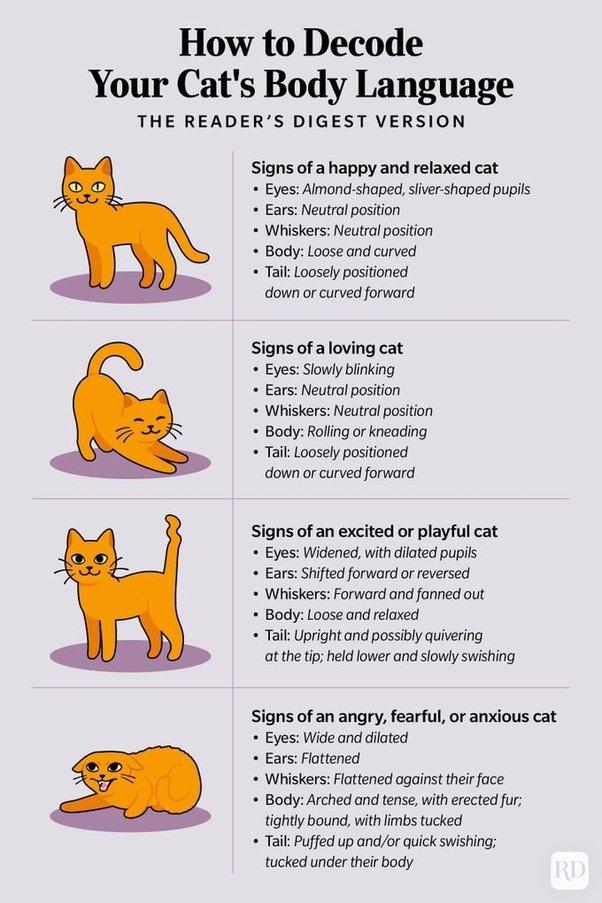 How to Decode
Your Cat's Body Language
THE READER'S DIGEST VERSION
Signs of a happy and relaxed cat
• Eyes: Almond-shaped, sliver-shaped pupils
• Ears: Neutral position
• Whiskers: Neutral position
• Body: Loose and curved
• Tail: Loosely positioned
down or curved forward
Signs of a loving cat
• Eyes: Slowly blinking
• Ears: Neutral position
• Whiskers: Neutral position
• Body: Rolling or kneading
• Tail: Loosely positioned
down or curved forward
Signs of an excited or playful cat
• Eyes: Widened, with dilated pupils
• Ears: Shifted forward or reversed
• Whiskers: Forward and fanned out
• Body: Loose and relaxed
• Tail: Upright and possibly quivering
at the tip; held lower and slowly swishing
Signs of an angry, fearful, or anxious cat
• Eyes: Wide and dilated
• Ears: Flattened
• Whiskers: Flattened against their face
• Body: Arched and tense, with erected fur;
tightly bound, with limbs tucked
• Tail: Puffed up and/or quick swishing;
tucked under their body
RD